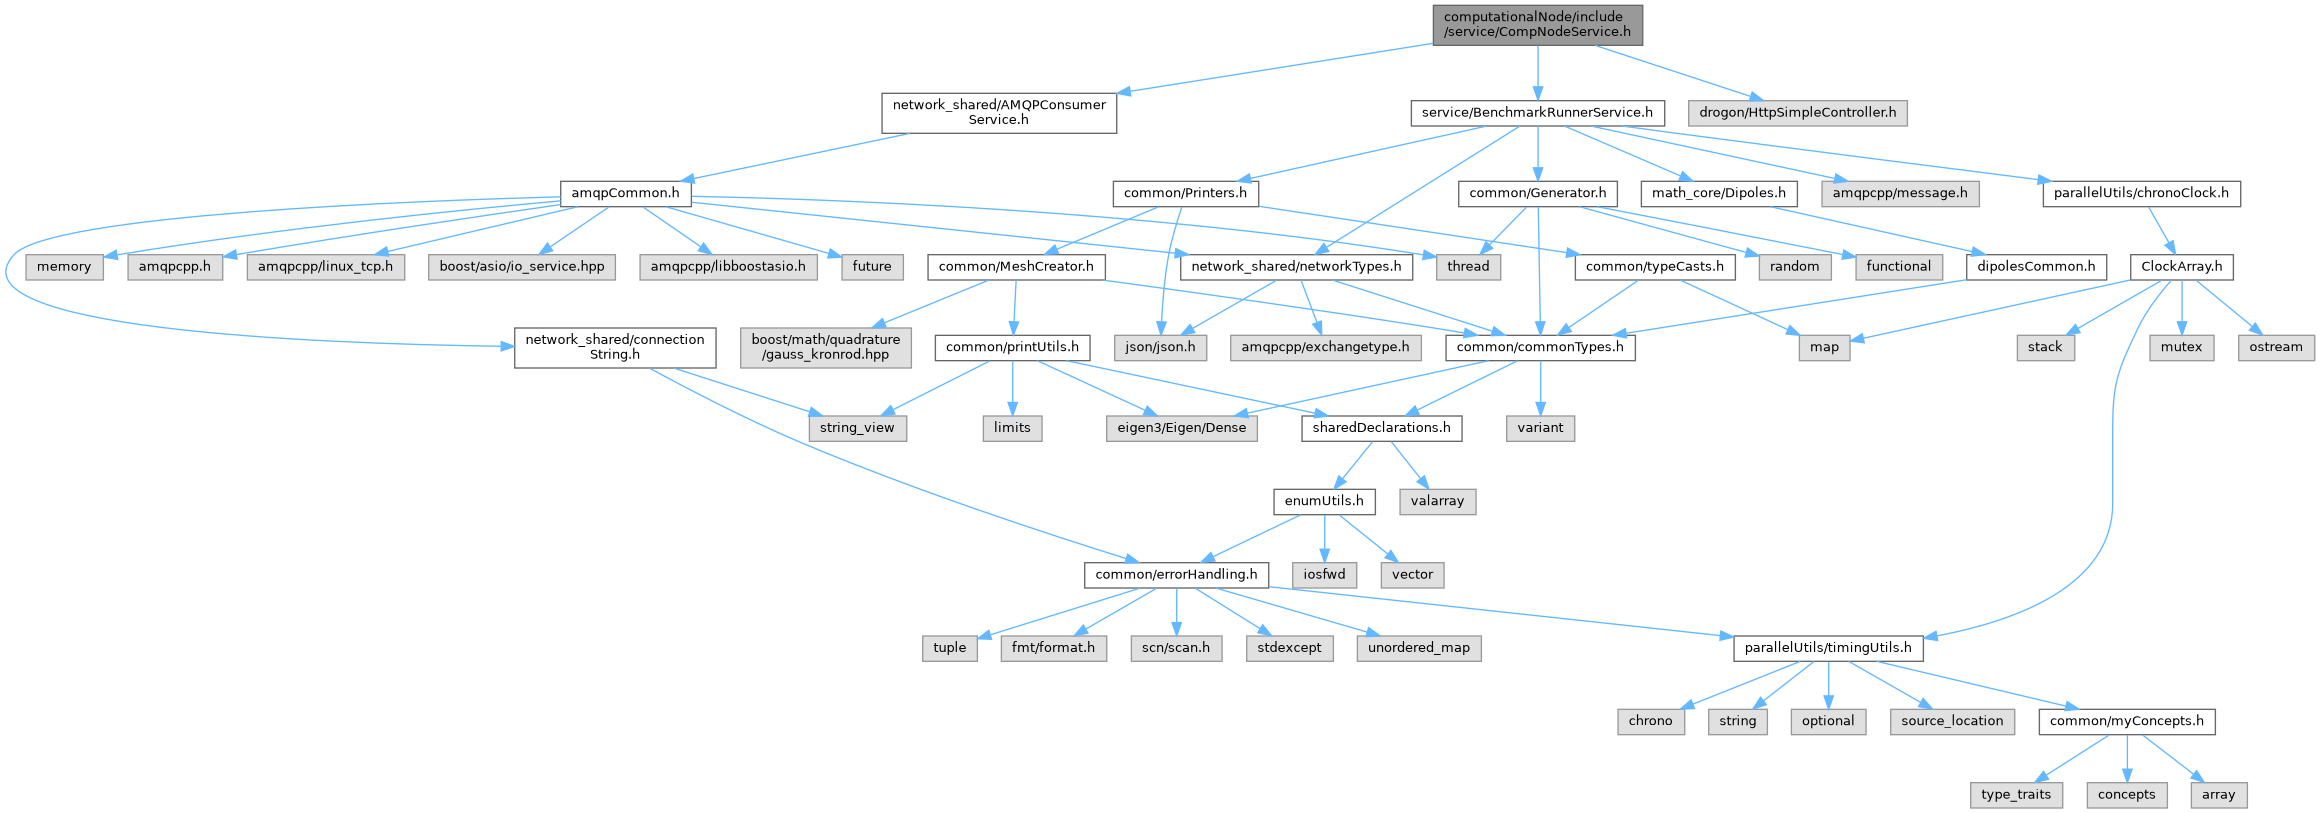 computationalNode/include
/service/CompNodeService.h
network_shared/AMQPConsumer
Service.h
service/BenchmarkRunnerService.h
drogon/HttpSimpleController.h
amqpCommon.h
common/Printers.h
common/Generator.h
math_core/Dipoles.h
amqpcpp/message.h
parallelUtils/chronoClock.h
memory
amqpcpp.h
amqpcpp/linux_tcp.h
boost/asio/io_service.hpp
amqpcpp/libboostasio.h
future
common/MeshCreator.h
network_shared/networkTypes.h
thread
common/typeCasts.h
random
functional
dipolesCommon.h
ClockArray.h
network_shared/connection
String.h
boost/math/quadrature
/gauss_kronrod.hpp
common/printUtils.h
json/json.h
amqpcpp/exchangetype.h
common/commonTypes.h
map
stack
mutex
ostream
string_view
limits
eigen3/Eigen/Dense
sharedDeclarations.h
variant
enumUtils.h
valarray
common/errorHandling.h
iosfwd
vector
tuple
fmt/format.h
scn/scan.h
stdexcept
unordered_map
parallelUtils/timingUtils.h
chrono
string
optional
source_location
common/myConcepts.h
type_traits
concepts
array